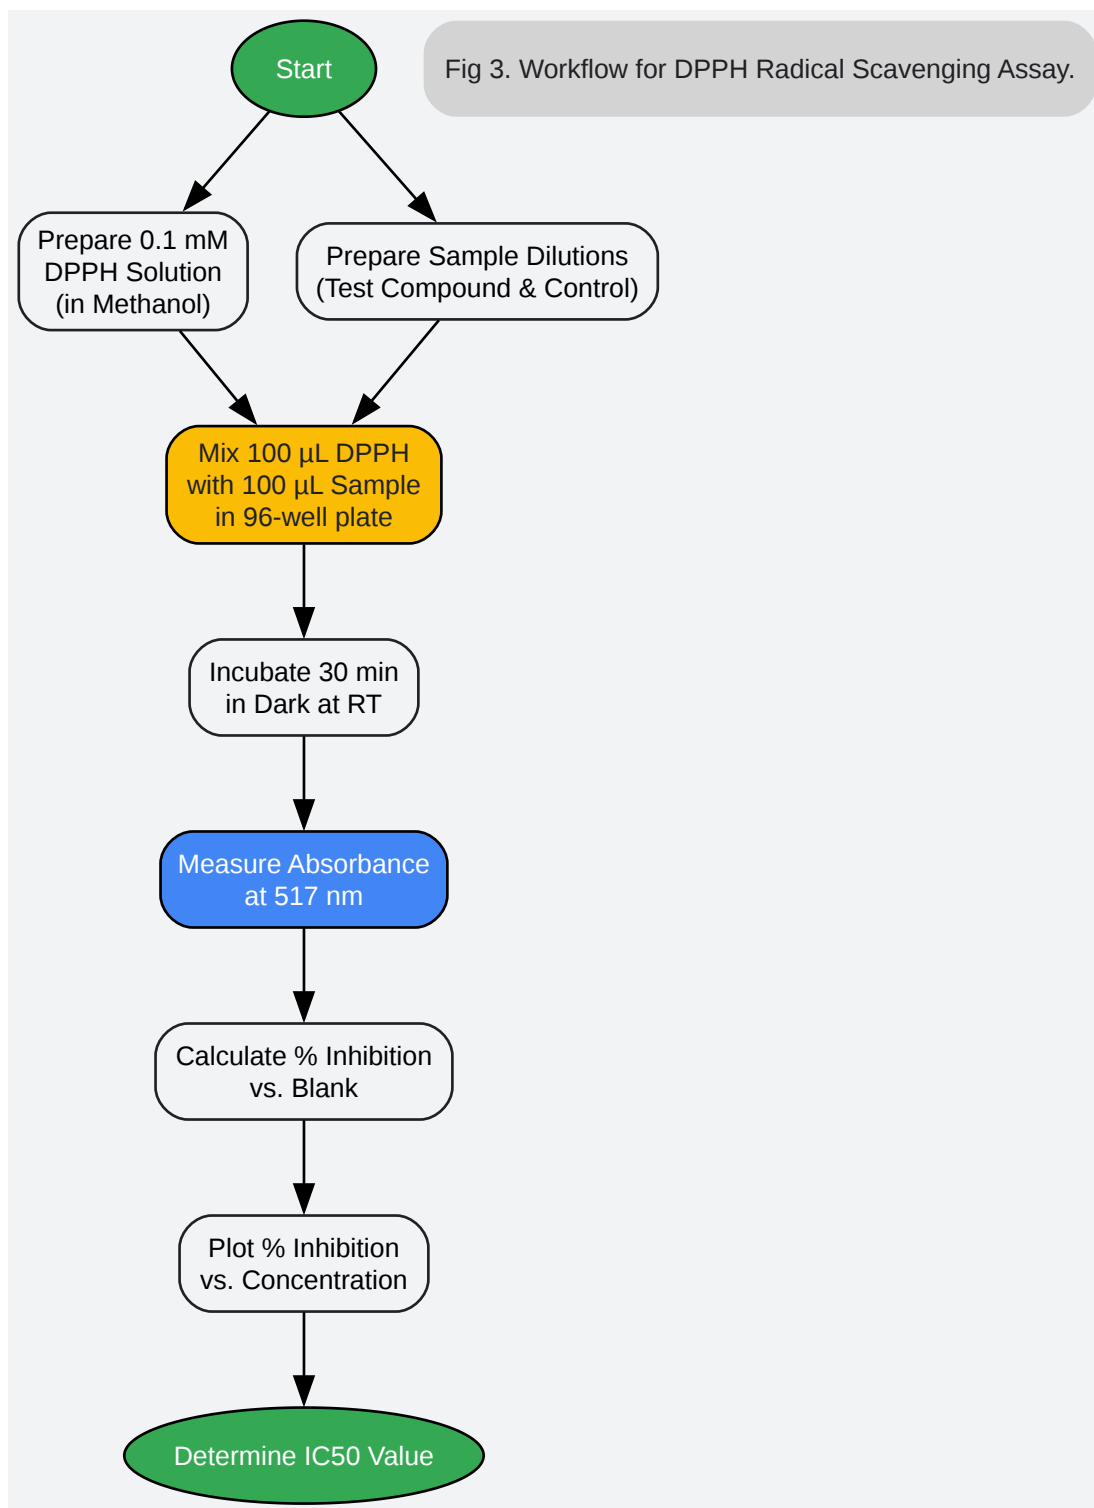 Start
Fig 3. Workflow for DPPH Radical Scavenging Assay.
Prepare 0.1 mM
DPPH Solution
(in Methanol)
Prepare Sample Dilutions
(Test Compound & Control)
Mix 100 µL DPPH
with 100 µL Sample
in 96-well plate
Incubate 30 min
in Dark at RT
Measure Absorbance
at 517 nm
Calculate % Inhibition
vs. Blank
Plot % Inhibition
vs. Concentration
Determine IC50 Value